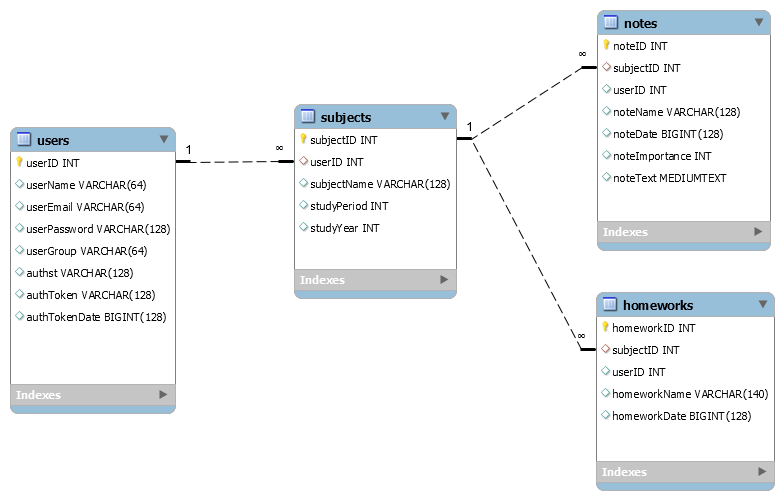 users
userID INT
userName VARCHAR(64)
userEmail VARCHAR(64)
userPassword VARCHAR(128)
userGroup VARCHAR(64)
authst VARCHAR(128)
authToken VARCHAR(128)
authTokenDate BIGINT(128)
Indexes
1
∞
subjects
subjectID INT
userID INT
subjectName VARCHAR(128)
studyPeriod INT
studyYear INT
Indexes
1
∞
notes
noteID INT
subjectID INT
userID INT
noteName VARCHAR(128)
noteDate BIGINT(128)
noteImportance INT
noteText MEDIUMTEXT
Indexes
∞
homeworks
homeworkID INT
subjectID INT
userID INT
homeworkName VARCHAR(140)
homeworkDate BIGINT(128)
Indexes